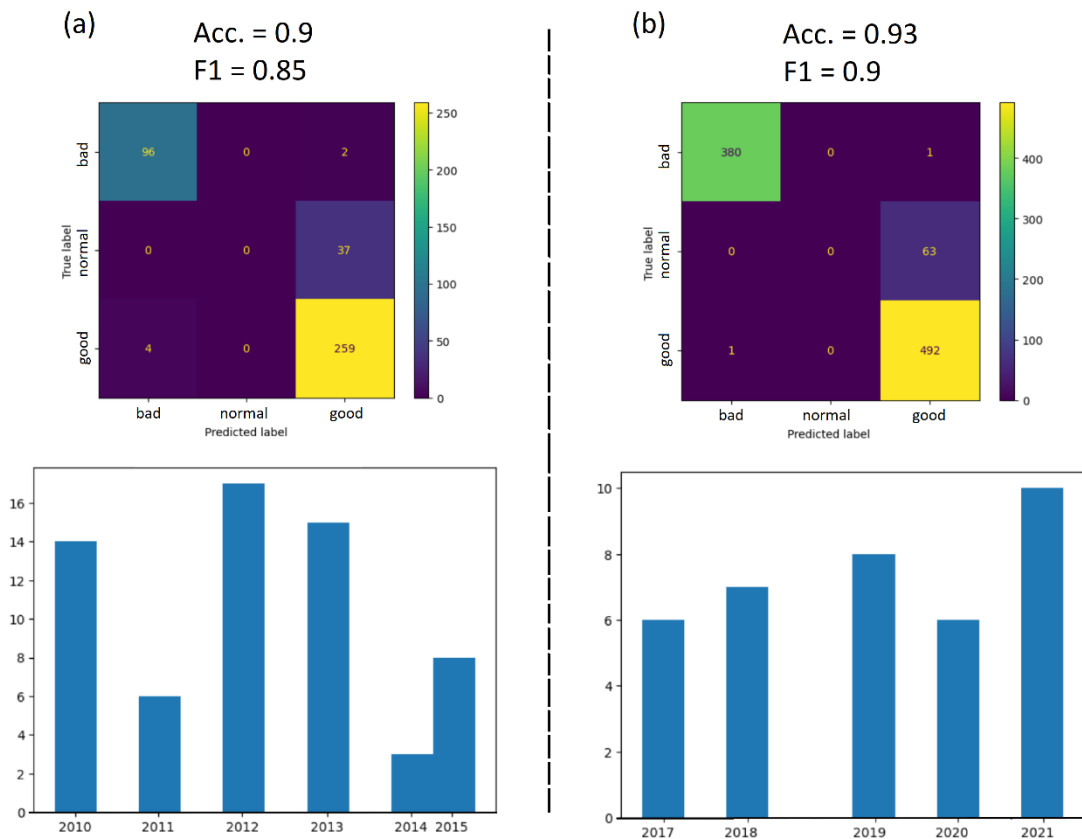 (a)
Acc. = 0.9
F1 = 0.85
250
200
150
100
50
0
bad
normal
good
True label
96 0 2
0 0 37
4 0 259
bad normal good
Predicted label
16
14
12
10
8
6
4
2
0
2010 2011 2012 2013 2014 2015
(b)
Acc. = 0.93
F1 = 0.9
400
300
200
100
0
bad
normal
good
True label
380 0 1
0 0 63
1 0 492
bad normal good
Predicted label
10
8
6
4
2
0
2017 2018 2019 2020 2021